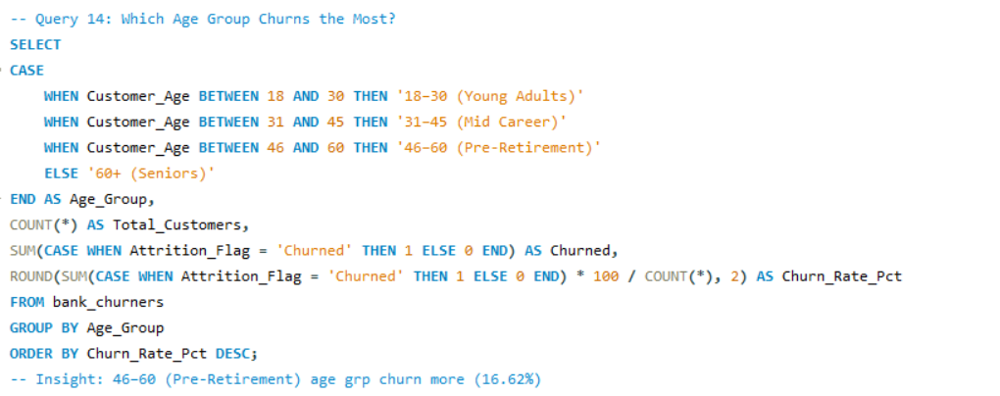 -- Query 14: Which Age Group Churns the Most?
SELECT
CASE
WHEN Customer_Age BETWEEN 18 AND 30 THEN '18–30 (Young Adults)'
WHEN Customer_Age BETWEEN 31 AND 45 THEN '31–45 (Mid Career)'
WHEN Customer_Age BETWEEN 46 AND 60 THEN '46–60 (Pre-Retirement)'
ELSE '60+ (Seniors)'
END AS Age_Group,
COUNT(*) AS Total_Customers,
SUM(CASE WHEN Attrition_Flag = 'Churned' THEN 1 ELSE 0 END) AS Churned,
ROUND(SUM(CASE WHEN Attrition_Flag = 'Churned' THEN 1 ELSE 0 END) * 100 / COUNT(*), 2) AS Churn_Rate_Pct
FROM bank_churners
GROUP BY Age_Group
ORDER BY Churn_Rate_Pct DESC;
-- Insight: 46–60 (Pre-Retirement) age grp churn more (16.62%)